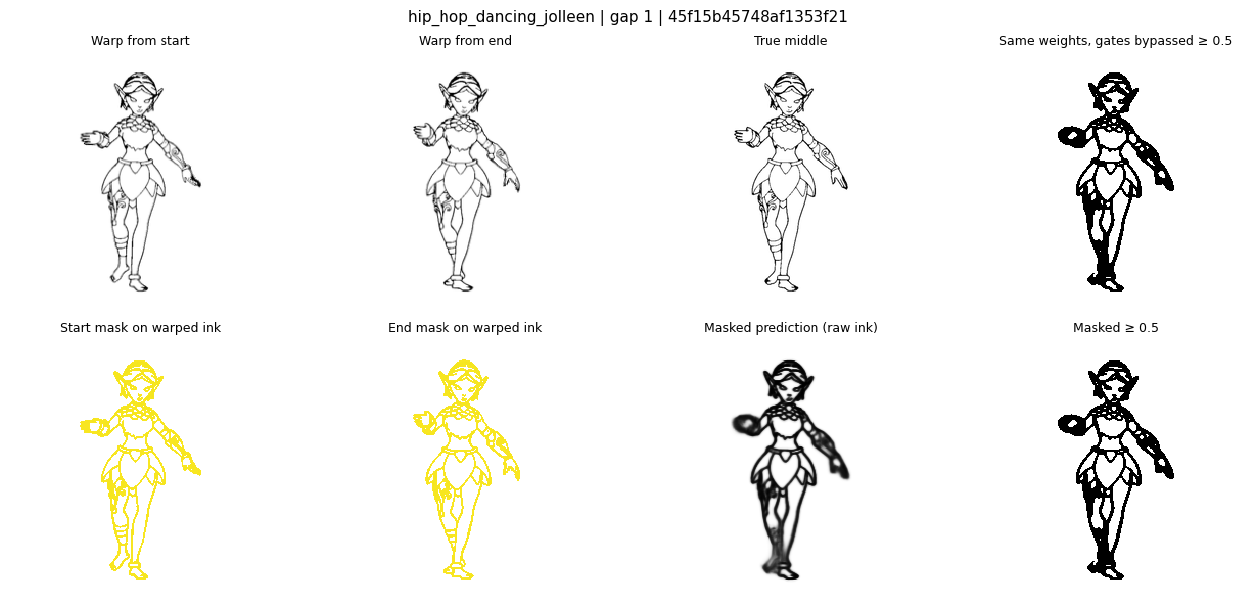 hip_hop_dancing_jolleen | gap 1 | 45f15b45748af1353f21
Warp from start
Warp from end
True middle
Same weights, gates bypassed ≥ 0.5
Start mask on warped ink
End mask on warped ink
Masked prediction (raw ink)
Masked ≥ 0.5